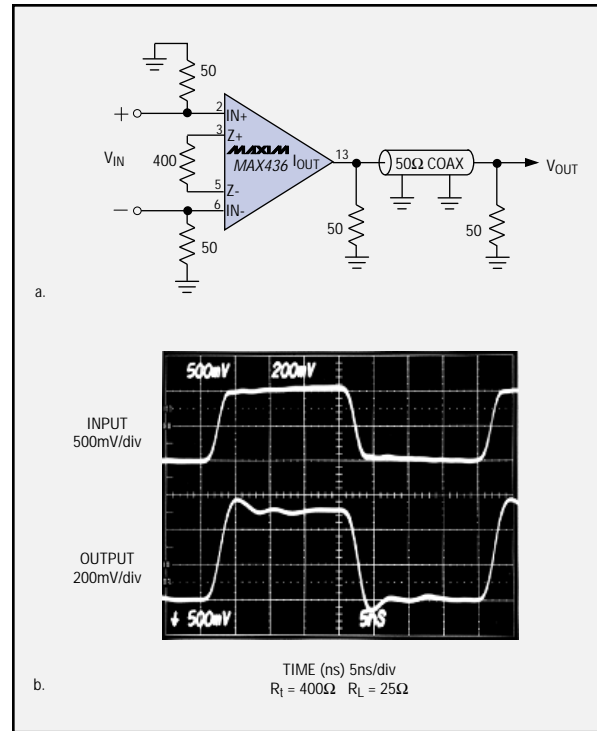 50
+
2
IN+
3
Z+
V_IN
400
MAXIM
MAX436
I_OUT
13
50Ω COAX
V_OUT
5
Z-
−
6
IN-
50
50
50
a.
500mV 200mV
INPUT
500mV/div
OUTPUT
200mV/div
↓ 500mV 5nS
TIME (ns) 5ns/div
R_t = 400Ω R_L = 25Ω
b.